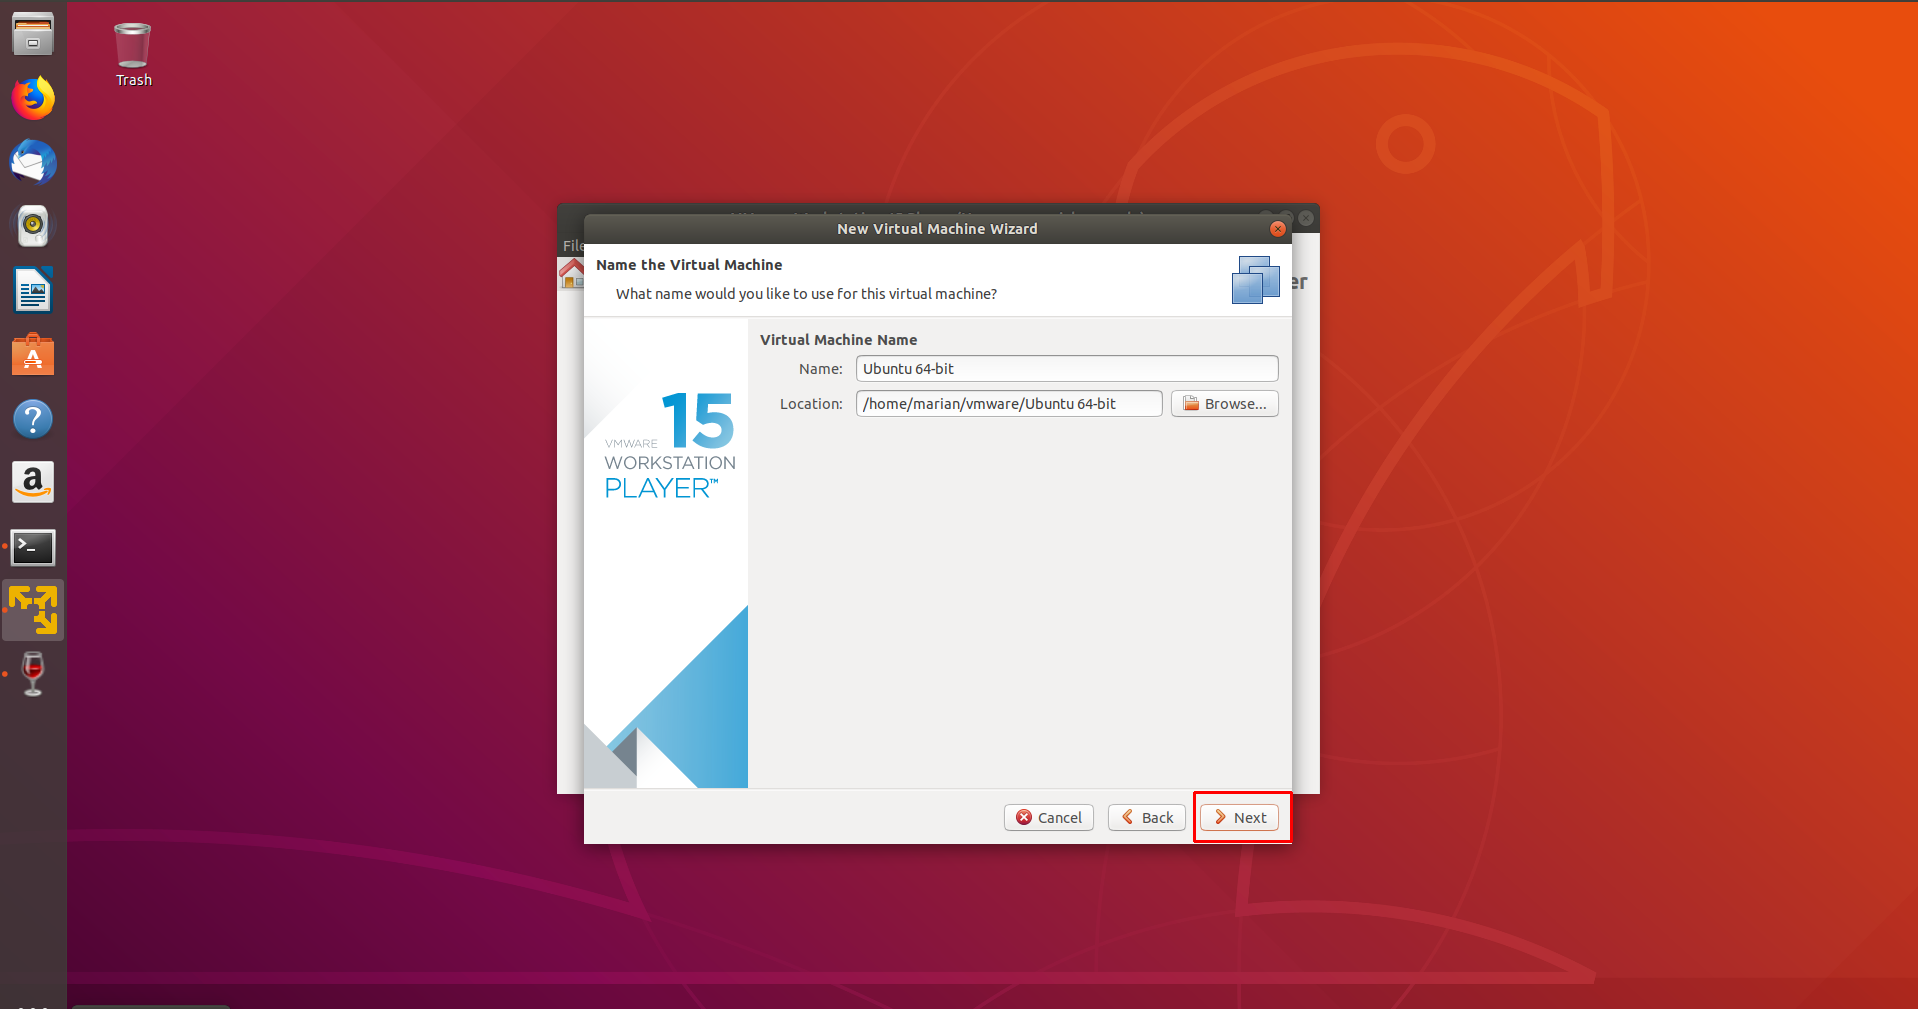 Trash
New Virtual Machine Wizard
File
Name the Virtual Machine
What name would you like to use for this virtual machine?
er
Virtual Machine Name
Name: Ubuntu 64-bit
Location: /home/marian/vmware/Ubuntu 64-bit Browse...
VMWARE 15
WORKSTATION
PLAYER™
Cancel Back Next